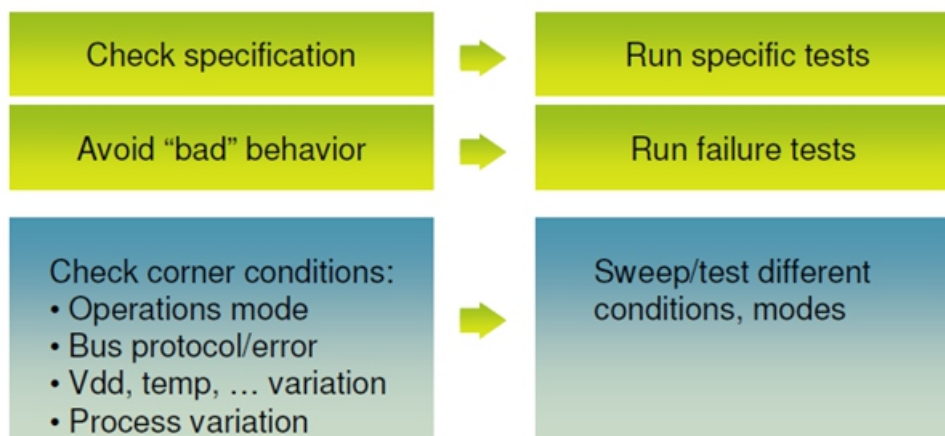 Check specification
Run specific tests
Avoid “bad” behavior
Run failure tests
Check corner conditions:
• Operations mode
• Bus protocol/error
• Vdd, temp, … variation
• Process variation
Sweep/test different
conditions, modes